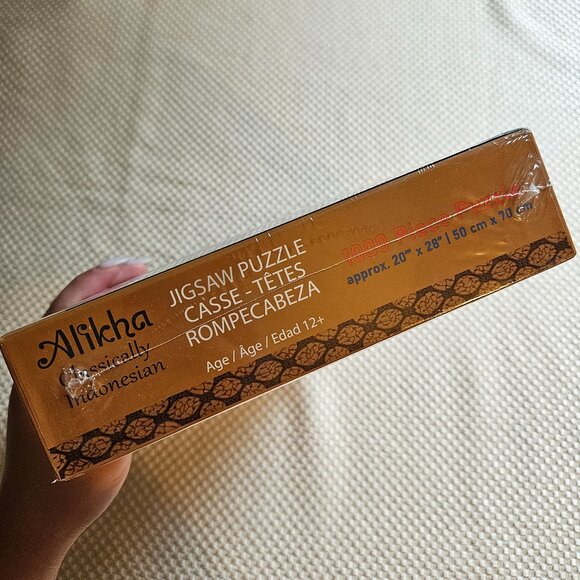 Alikha
Classically
Indonesian
JIGSAW PUZZLE
CASSE - TÊTES
ROMPECABEZA
Age / Âge / Edad 12+
1000 Piece Puzzle
approx. 20'" x 28" | 50 cm x 70 cm